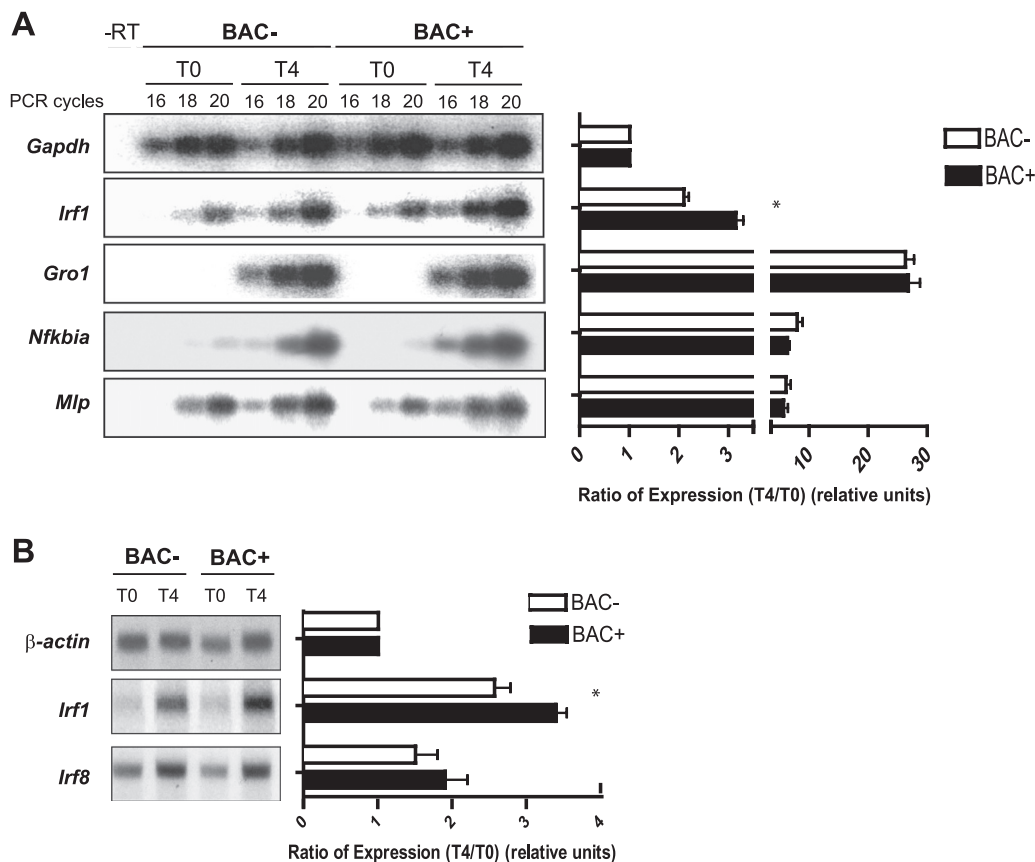 A
-RT BAC- BAC+
T0 T4 T0 T4
PCR cycles 16 18 20 16 18 20 16 18 20 16 18 20
Gapdh
Irf1
Gro1
Nfkbia
Mlp
BAC-
BAC+
*
0 1 2 3 10 20 30
Ratio of Expression (T4/T0) (relative units)
B
BAC- BAC+
T0 T4 T0 T4
β-actin
Irf1
Irf8
BAC-
BAC+
*
0 1 2 3 4
Ratio of Expression (T4/T0) (relative units)